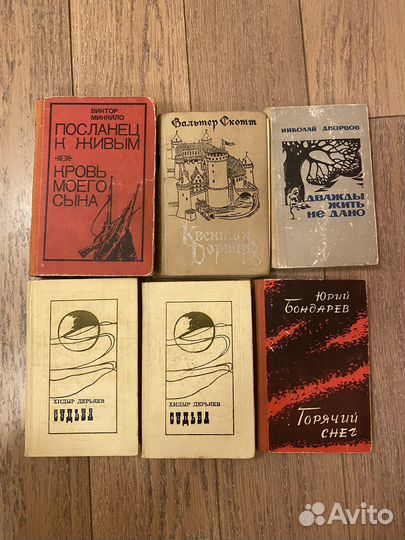 ВИКТОР
МИНЯЙЛО
ПОСЛАНЕЦ
К ЖИВЫМ
КРОВЬ
МОЕГО
СЫНА
Вальтер Скотт
Квентин
Дорвард
НИКОЛАЙ ДВОРЦОВ
ДВАЖДЫ
ЖИТЬ
НЕ ДАНО
ХИДЫР ДЕРЬЯЕВ
СУДЬБА
ХИДЫР ДЕРЬЯЕВ
СУДЬБА
ЮРИЙ
БОНДАРЕВ
ГОРЯЧИЙ
СНЕГ
Avito